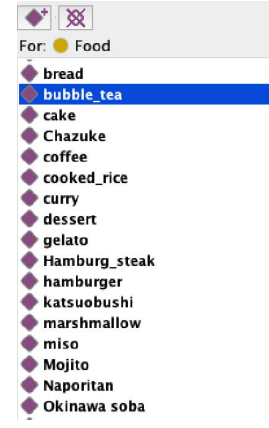 For: Food
bread
bubble_tea
cake
Chazuke
coffee
cooked_rice
curry
dessert
gelato
Hamburg_steak
hamburger
katsuobushi
marshmallow
miso
Mojito
Naporitan
Okinawa soba